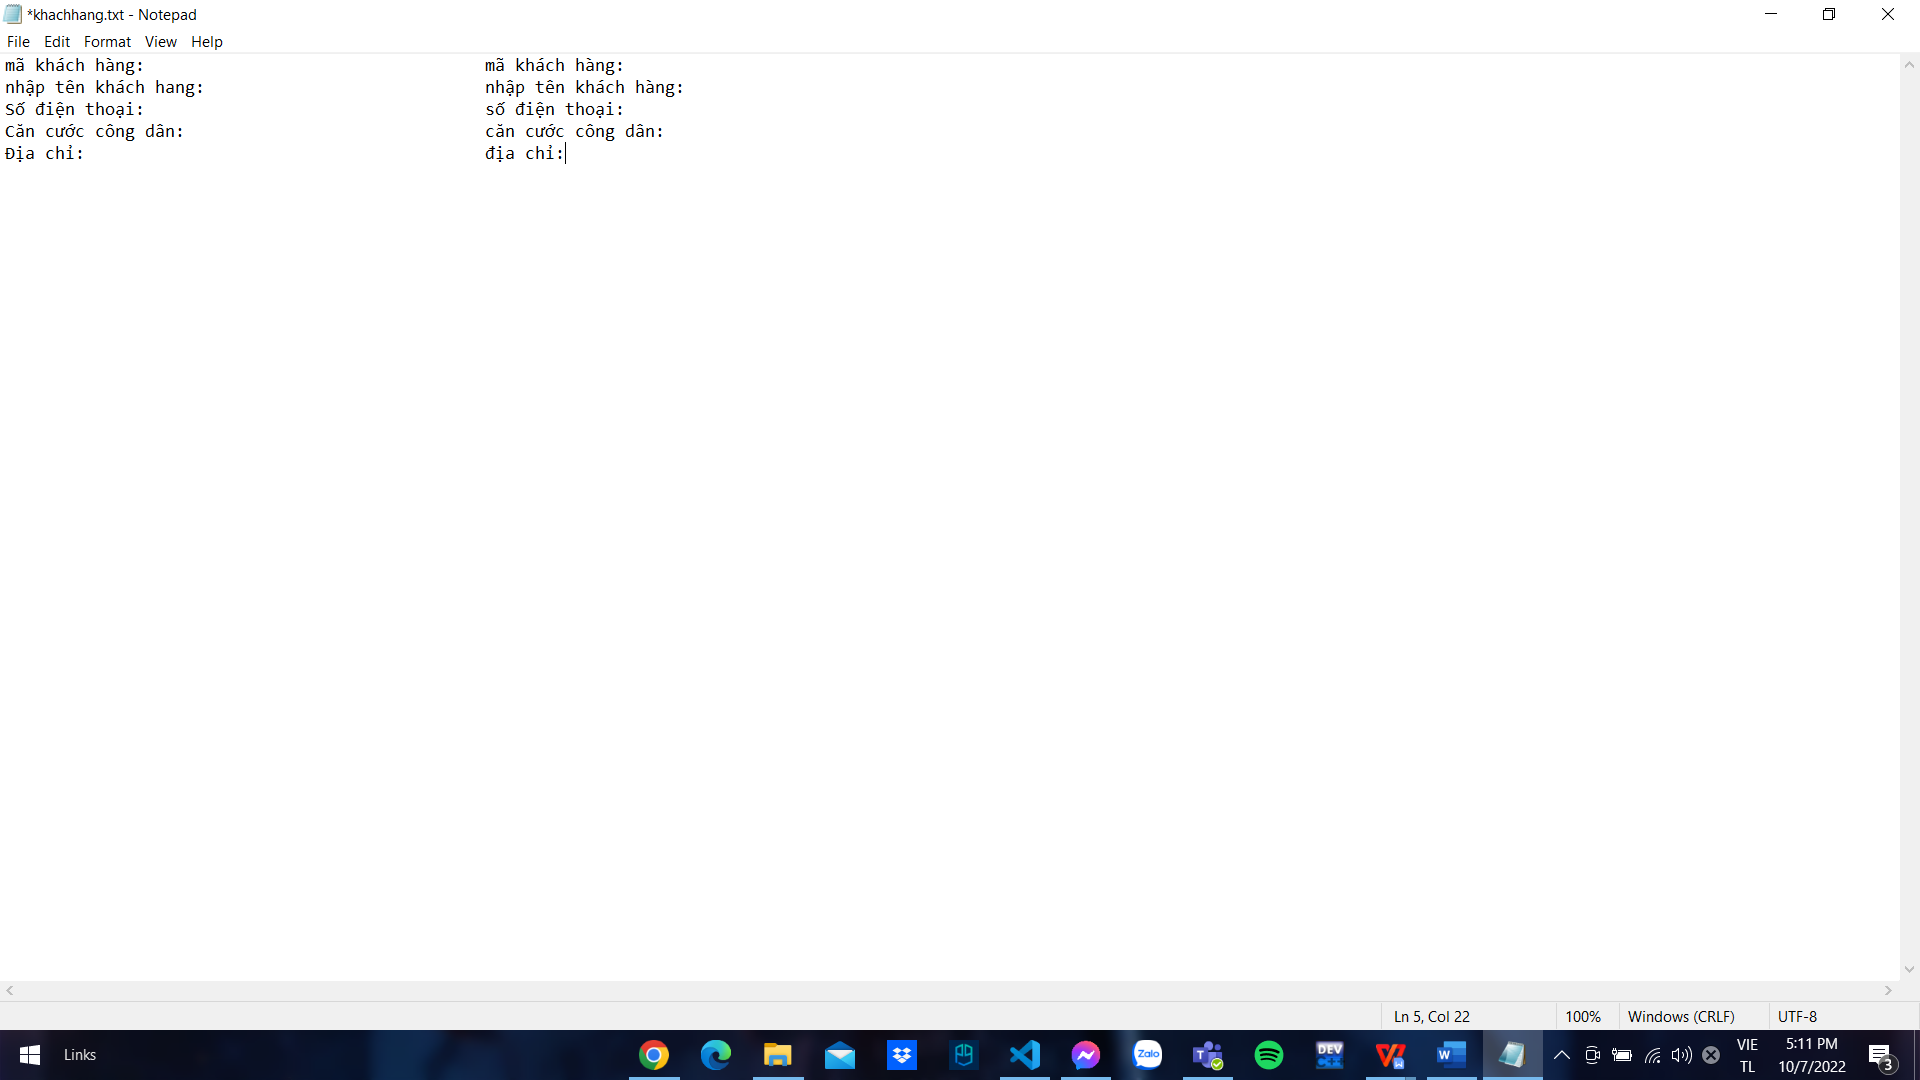 *khachhang.txt - Notepad
File Edit Format View Help
mã khách hàng: mã khách hàng:
nhập tên khách hang: nhập tên khách hàng:
Số điện thoại: số điện thoại:
Căn cước công dân: căn cước công dân:
Địa chỉ: địa chỉ:
Ln 5, Col 22 100% Windows (CRLF) UTF-8
Links
Zalo
T
DEV
W
W
VIE
TL
5:11 PM
10/7/2022
3